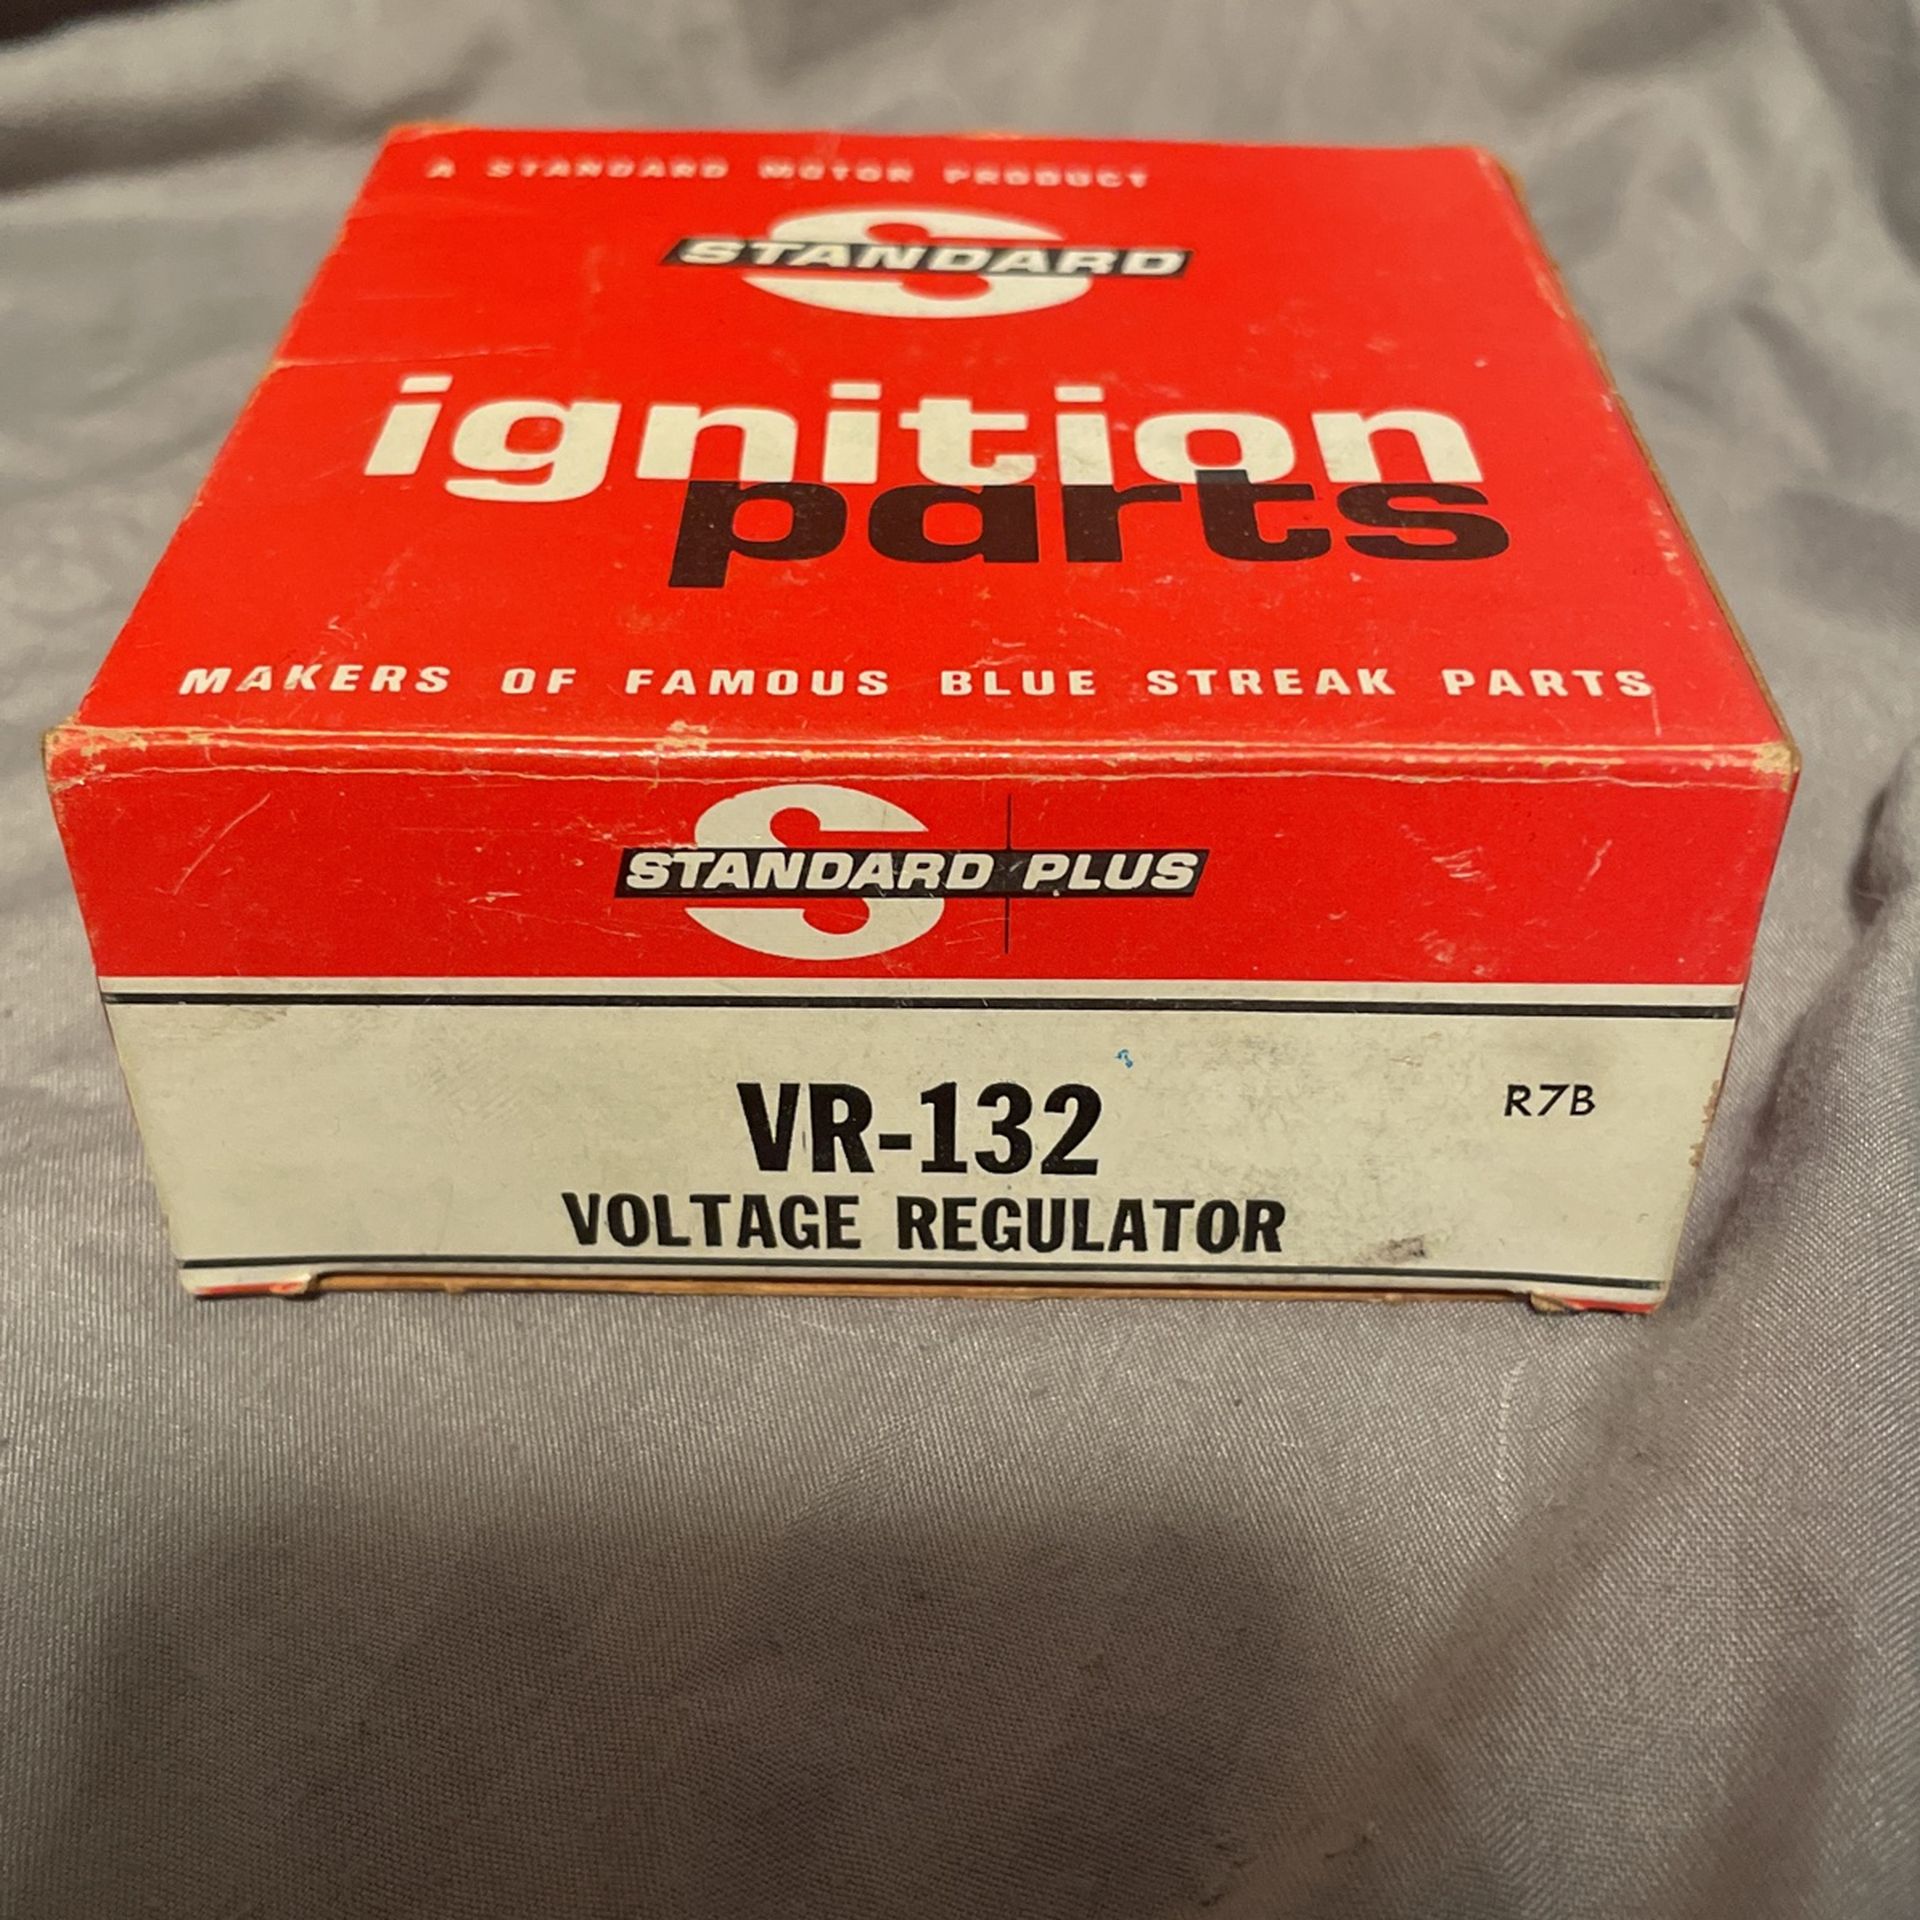 A STANDARD MOTOR PRODUCT
STANDARD
ignition
parts
MAKERS OF FAMOUS BLUE STREAK PARTS
STANDARD PLUS
VR-132
R7B
VOLTAGE REGULATOR